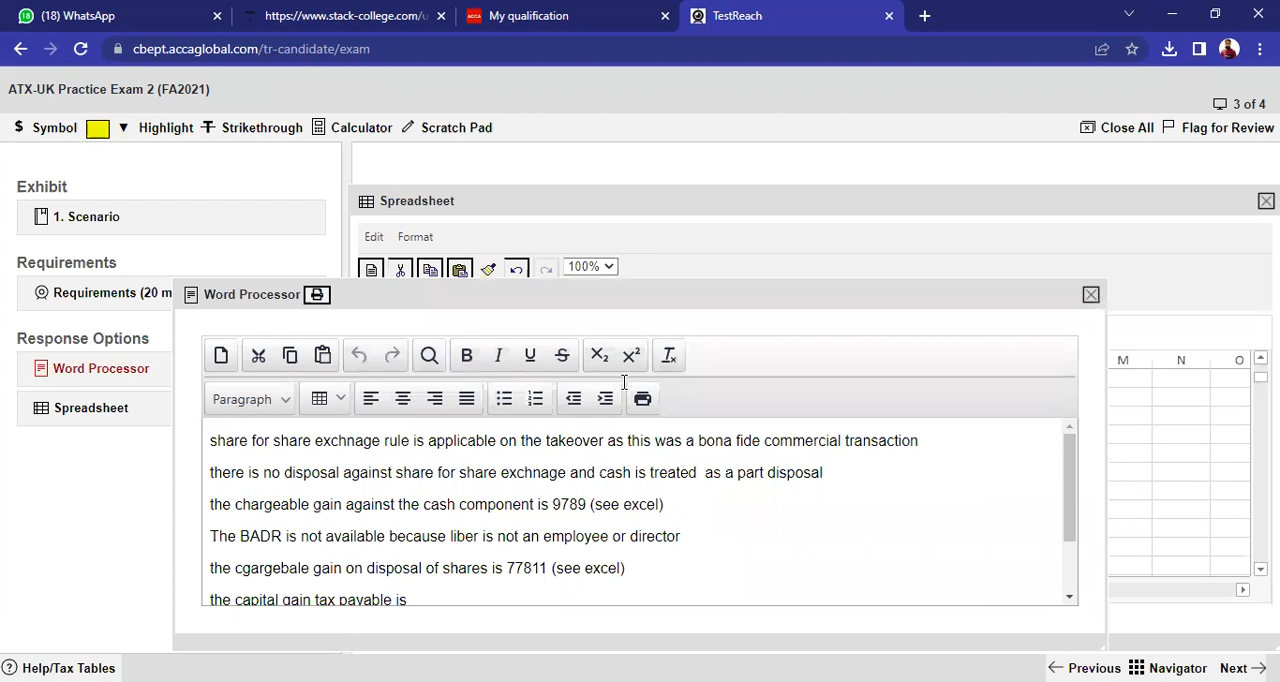 (18) WhatsApp
https://www.stack-college.com/u
ACCA My qualification
TestReach
cbept.accaglobal.com/tr-candidate/exam
ATX-UK Practice Exam 2 (FA2021)
3 of 4
$ Symbol
Highlight
Strikethrough
Calculator
Scratch Pad
Close All
Flag for Review
Exhibit
1. Scenario
Requirements
Requirements (20 m
Response Options
Word Processor
Spreadsheet
Spreadsheet
Edit Format
100%
Word Processor
Paragraph
share for share exchnage rule is applicable on the takeover as this was a bona fide commercial transaction
there is no disposal against share for share exchnage and cash is treated as a part disposal
the chargeable gain against the cash component is 9789 (see excel)
The BADR is not available because liber is not an employee or director
the cgargebale gain on disposal of shares is 77811 (see excel)
the capital gain tax payable is
M N O
Help/Tax Tables
Previous
Navigator
Next